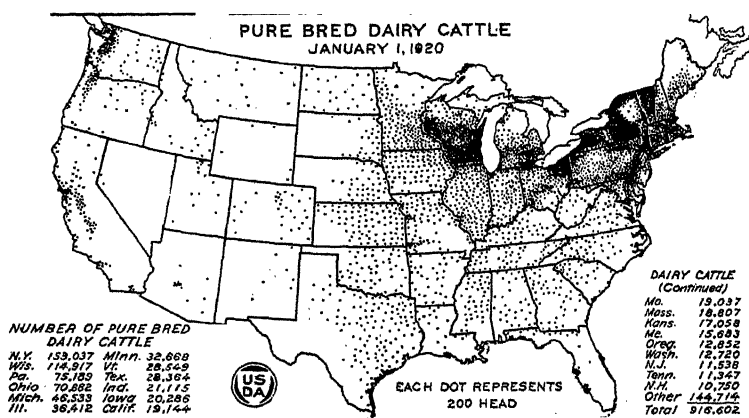 PURE BRED DAIRY CATTLE
JANUARY 1, 1920
NUMBER OF PURE BRED
DAIRY CATTLE
N.Y. 153,037 Minn. 32,668
Wis. 114,917 Vt. 28,549
Pa. 75,189 Tex. 28,364
Ohio 70,862 Ind. 21,115
Mich. 46,533 Iowa 20,286
Ill. 36,412 Calif. 19,144
US
DA
EACH DOT REPRESENTS
200 HEAD
DAIRY CATTLE
(Continued)
Mo. 19,037
Mass. 18,807
Kans. 17,058
Me. 15,683
Oreg. 12,852
Wash. 12,720
N.J. 11,538
Tenn. 11,347
N.H. 10,750
Other 144,714
Total 916,602